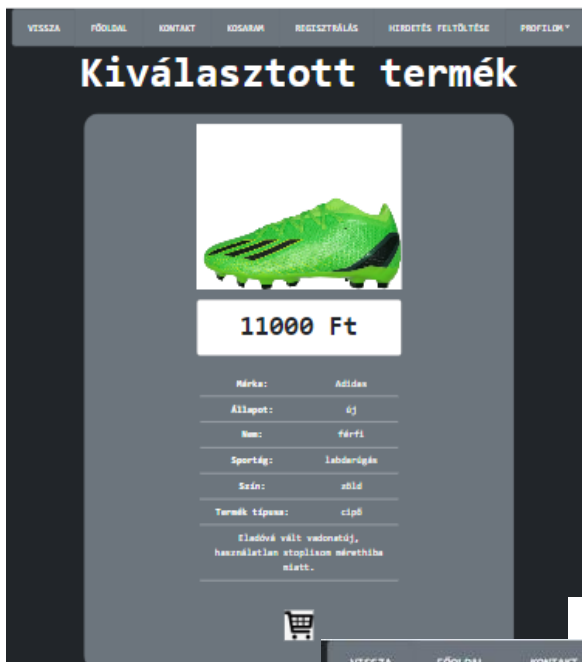 VISSZA FŐOLDAL KONTAKT KOSARAM REGISZTRÁLÁS HIRDETÉS FELTÖLTÉSE PROFILOM
Kiválasztott termék
11000 Ft
Márka: Adidas
Állapot: új
Nem: férfi
Sportág: labdarúgás
Szín: zöld
Termék típusa: cipő
Eladóvá vált vadonatúj,
használatlan stoplisom mérethiba
miatt.
VISSZA FŐOLDAL KONTAKT